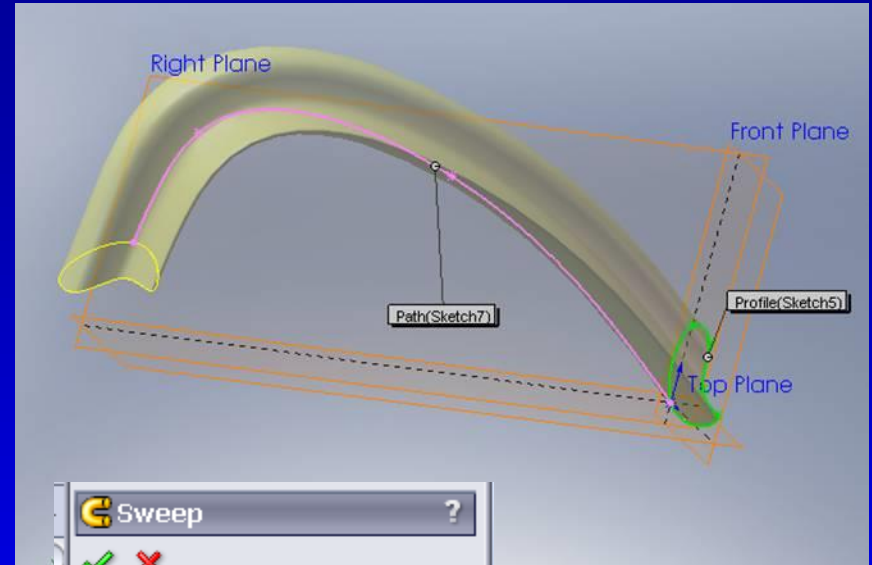 Right Plane
Front Plane
Path(Sketch7)
Profile(Sketch5)
Top Plane
Sweep ?